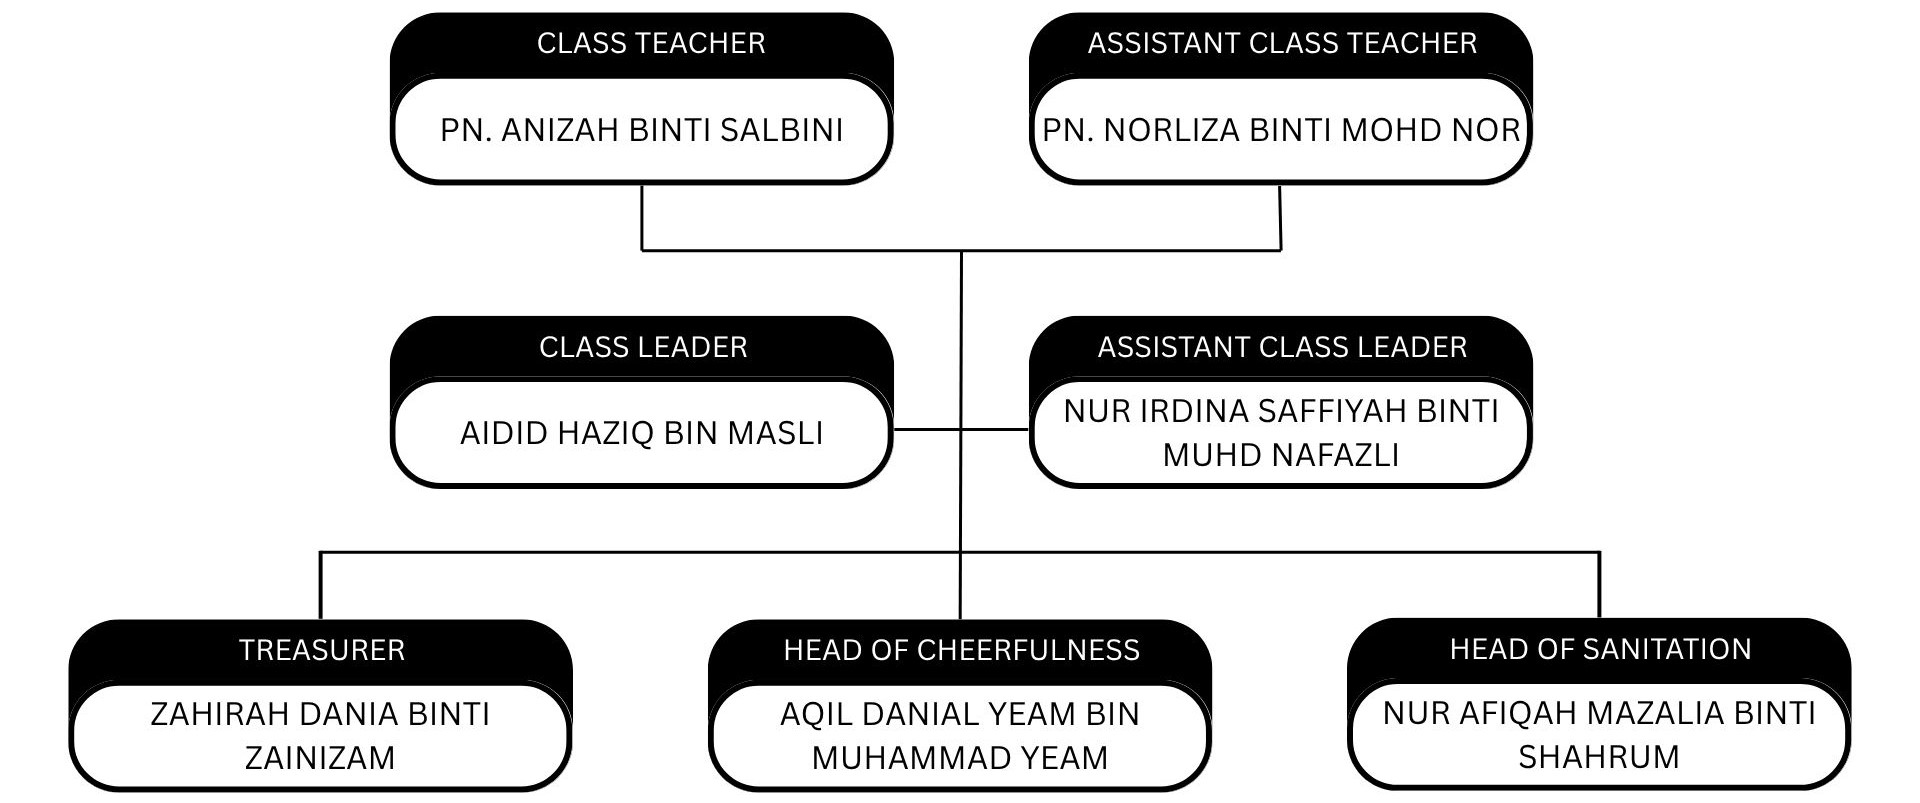 CLASS TEACHER
PN. ANIZAH BINTI SALBINI
ASSISTANT CLASS TEACHER
PN. NORLIZA BINTI MOHD NOR
CLASS LEADER
AIDID HAZIQ BIN MASLI
ASSISTANT CLASS LEADER
NUR IRDINA SAFFIYAH BINTI
MUHD NAFAZLI
TREASURER
ZAHIRAH DANIA BINTI
ZAINIZAM
HEAD OF CHEERFULNESS
AQIL DANIAL YEAM BIN
MUHAMMAD YEAM
HEAD OF SANITATION
NUR AFIQAH MAZALIA BINTI
SHAHRUM